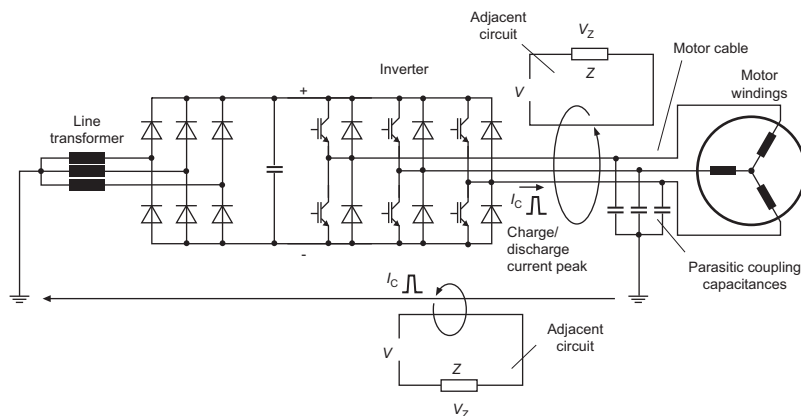 Adjacent
circuit
V_Z
Z
V
Motor cable
Inverter
Motor
windings
Line
transformer
+
-
I_C
Charge/
discharge
current peak
Parasitic coupling
capacitances
I_C
V
Z
V_Z
Adjacent
circuit